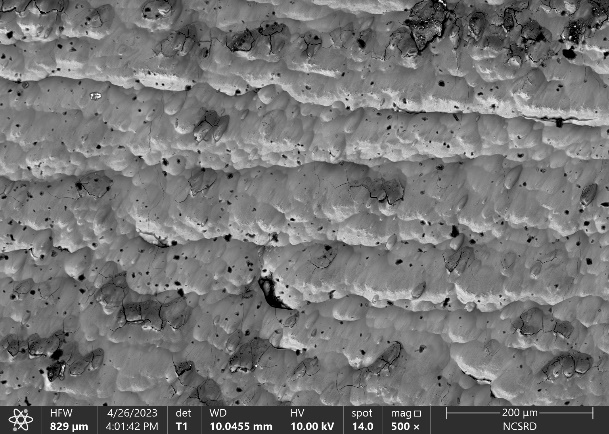 HFW 4/26/2023 det WD HV spot mag □ 200 µm
829 µm 4:01:42 PM T1 10.0455 mm 10.00 kV 14.0 500 × NCSRD